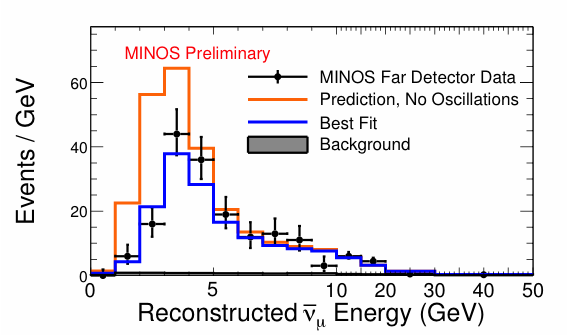 MINOS Preliminary
MINOS Far Detector Data
Prediction, No Oscillations
Best Fit
Background
Events / GeV
60
40
20
0
0 5 10 20 30 40 50
Reconstructed ν̅μ Energy (GeV)